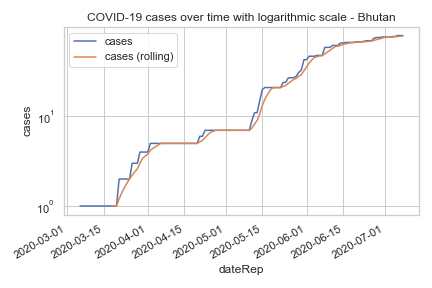 COVID-19 cases over time with logarithmic scale - Bhutan
cases
cases (rolling)
cases
10¹
10⁰
2020-03-01
2020-03-15
2020-04-01
2020-04-15
2020-05-01
2020-05-15
2020-06-01
2020-06-15
2020-07-01
dateRep